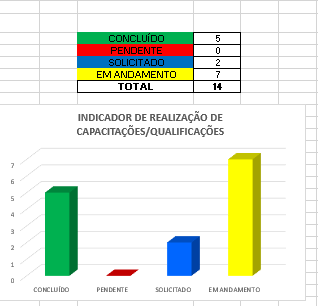 CONCLUÍDO 5
PENDENTE 0
SOLICITADO 2
EM ANDAMENTO 7
TOTAL 14
INDICADOR DE REALIZAÇÃO DE
CAPACITAÇÕES/QUALIFICAÇÕES
7
6
5
4
3
2
1
0
CONCLUÍDO PENDENTE SOLICITADO EM ANDAMENTO